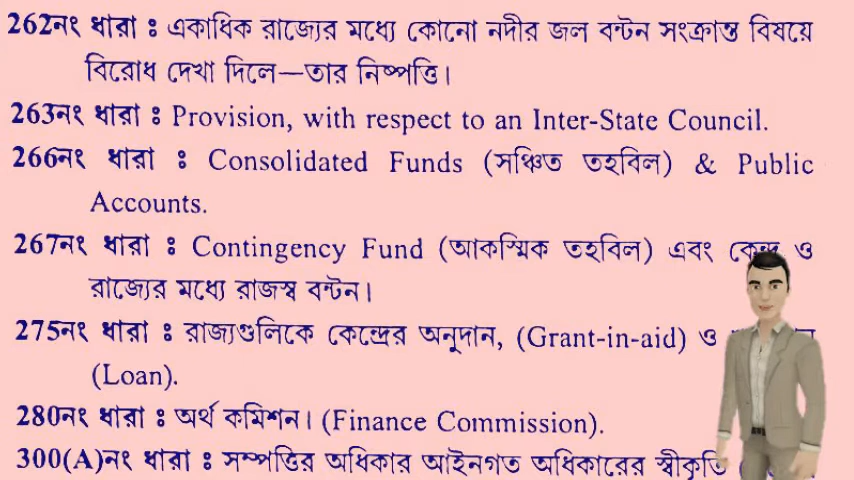 262নং ধারা ঃ একাধিক রাজ্যের মধ্যে কোনো নদীর জল বন্টন সংক্রান্ত বিষয়ে
বিরোধ দেখা দিলে—তার নিষ্পত্তি।
263নং ধারা ঃ Provision, with respect to an Inter-State Council.
266নং ধারা ঃ Consolidated Funds (সঞ্চিত তহবিল) & Public
Accounts.
267নং ধারা ঃ Contingency Fund (আকস্মিক তহবিল) এবং কেন্দ্র ও
রাজ্যের মধ্যে রাজস্ব বন্টন।
275নং ধারা ঃ রাজ্যগুলিকে কেন্দ্রের অনুদান, (Grant-in-aid) ও
(Loan).
280নং ধারা ঃ অর্থ কমিশন। (Finance Commission).
300(A)নং ধারা ঃ সম্পত্তির অধিকার আইনগত অধিকারের স্বীকৃতি